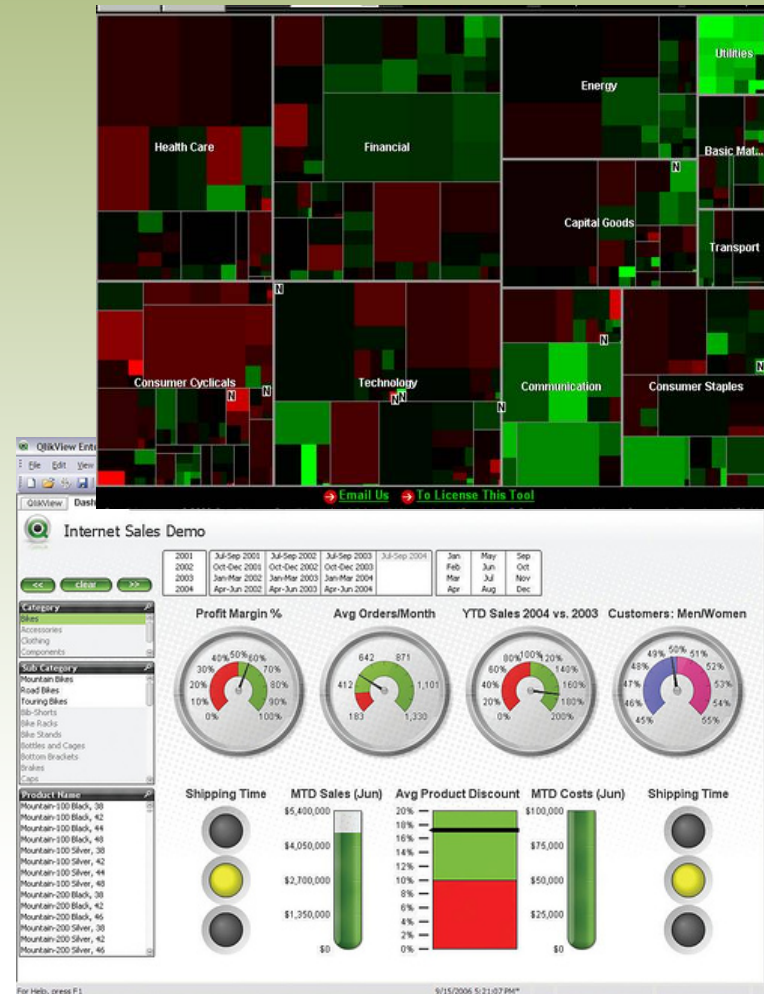 Utilities
Energy
Health Care
Financial
Basic Mat...
N
Capital Goods
Transport
N
N
N
Consumer Cyclicals
N
Technology
Communication
Consumer Staples
N
N
N
N
Email Us
To License This Tool
QlikView Ent
File Edit View
QlikView Dash
Internet Sales Demo
2001 Jul-Sep 2001 Jul-Sep 2002 Jul-Sep 2003 Jul-Sep 2004 Jan May Sep
2002 Oct-Dec 2001 Oct-Dec 2002 Oct-Dec 2003 Feb Jun Oct
2003 Jan-Mar 2002 Jan-Mar 2003 Jan-Mar 2004 Mar Jul Nov
2004 Apr-Jun 2002 Apr-Jun 2003 Apr-Jun 2004 Apr Aug Dec
<< clear >>
Category
Bikes
Accessories
Clothing
Components
Sub Category
Mountain Bikes
Road Bikes
Touring Bikes
Bib-Shorts
Bike Racks
Bike Stands
Bottles and Cages
Bottom Brackets
Brakes
Caps
Product Name
Mountain-100 Black, 38
Mountain-100 Black, 42
Mountain-100 Black, 44
Mountain-100 Black, 48
Mountain-100 Silver, 38
Mountain-100 Silver, 42
Mountain-100 Silver, 44
Mountain-100 Silver, 48
Mountain-200 Black, 38
Mountain-200 Black, 42
Mountain-200 Black, 46
Mountain-200 Silver, 38
Mountain-200 Silver, 42
Mountain-200 Silver, 46
Profit Margin %
0% 10% 20% 30% 40% 50% 60% 70% 80% 90% 100%
Avg Orders/Month
183 412 642 871 1,101 1,330
YTD Sales 2004 vs. 2003
0% 20% 40% 60% 80% 100% 120% 140% 160% 180% 200%
Customers: Men/Women
45% 46% 47% 48% 49% 50% 51% 52% 53% 54% 55%
Shipping Time
MTD Sales (Jun)
$5,400,000
$4,050,000
$2,700,000
$1,350,000
$0
Avg Product Discount
20%
18%
16%
14%
12%
10%
8%
6%
4%
2%
0%
MTD Costs (Jun)
$100,000
$75,000
$50,000
$25,000
$0
Shipping Time
For Help, press F1
9/15/2006 5:21:07 PM*